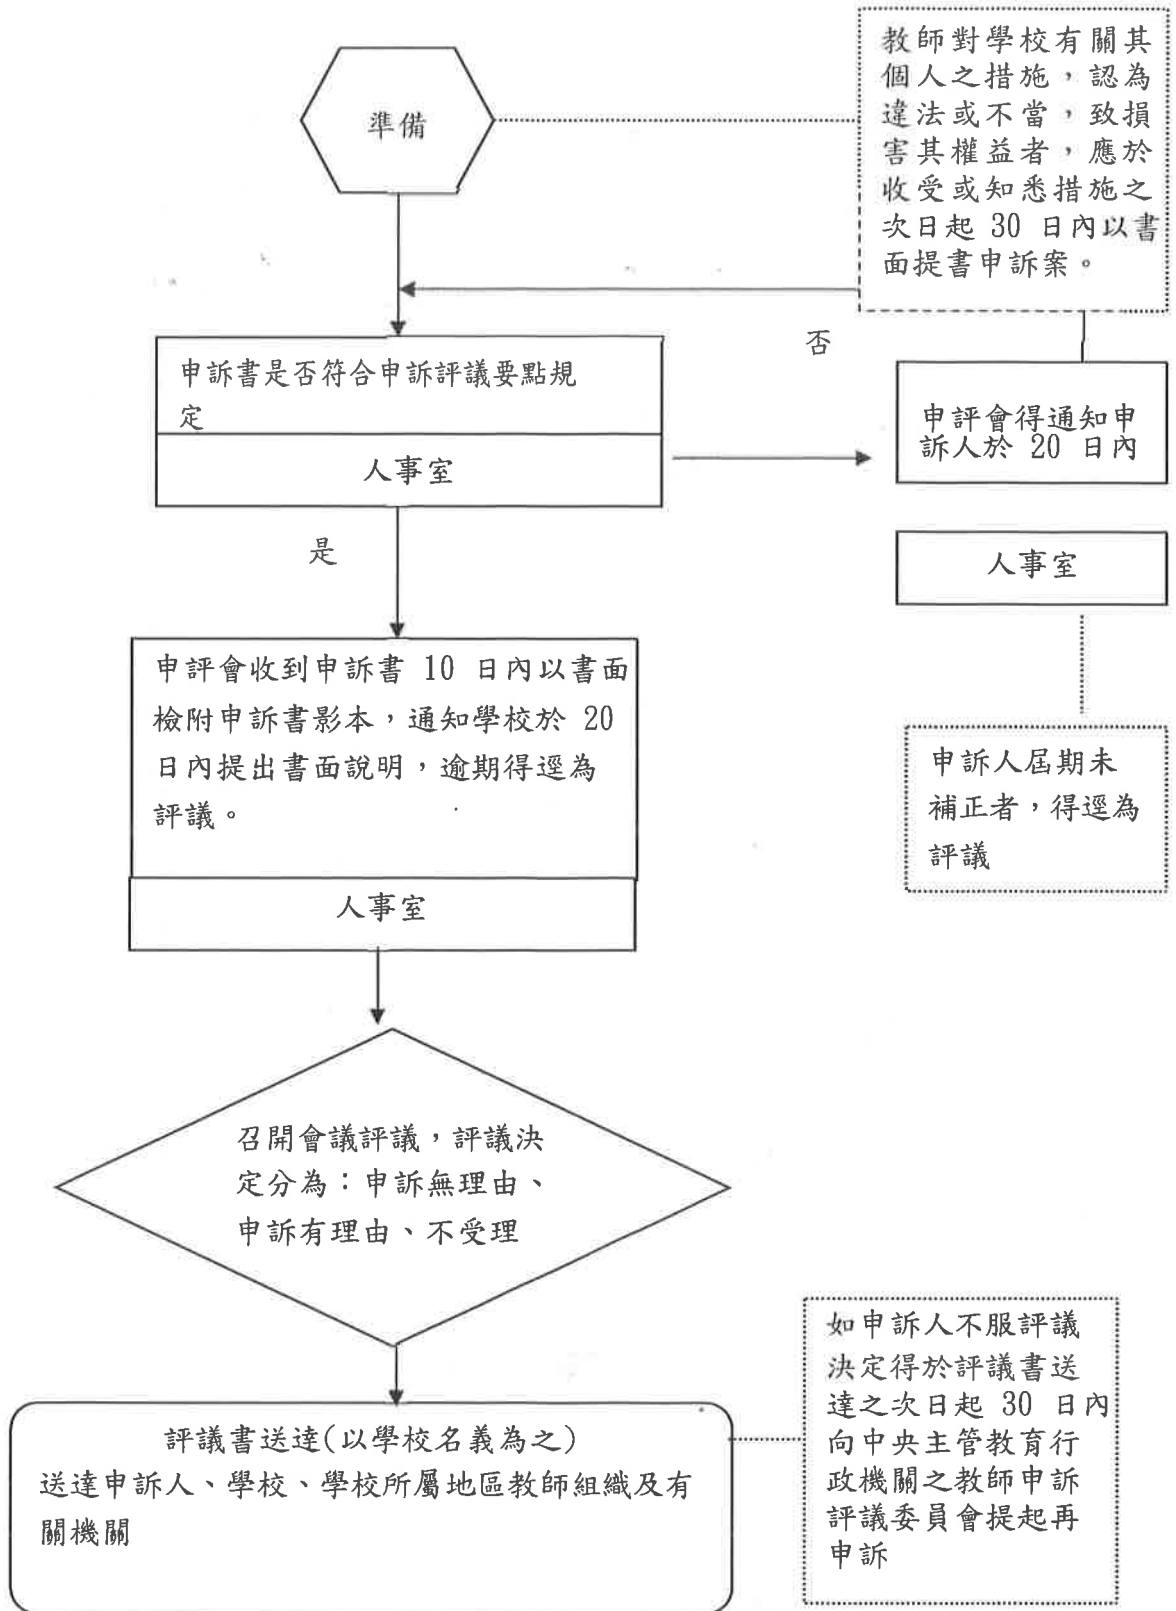 準備
教師對學校有關其
個人之措施，認為
違法或不當，致損
害其權益者，應於
收受或知悉措施之
次日起 30 日內以書
面提書申訴案。
否
申訴書是否符合申訴評議要點規
定
人事室
申評會得通知申
訴人於 20 日內
人事室
是
申評會收到申訴書 10 日內以書面
檢附申訴書影本，通知學校於 20
日內提出書面說明，逾期得逕為
評議。
人事室
申訴人屆期未
補正者，得逕為
評議
召開會議評議，評議決
定分為：申訴無理由、
申訴有理由、不受理
如申訴人不服評議
決定得於評議書送
達之次日起 30 日內
向中央主管教育行
政機關之教師申訴
評議委員會提起再
申訴
評議書送達(以學校名義為之)
送達申訴人、學校、學校所屬地區教師組織及有
關機關